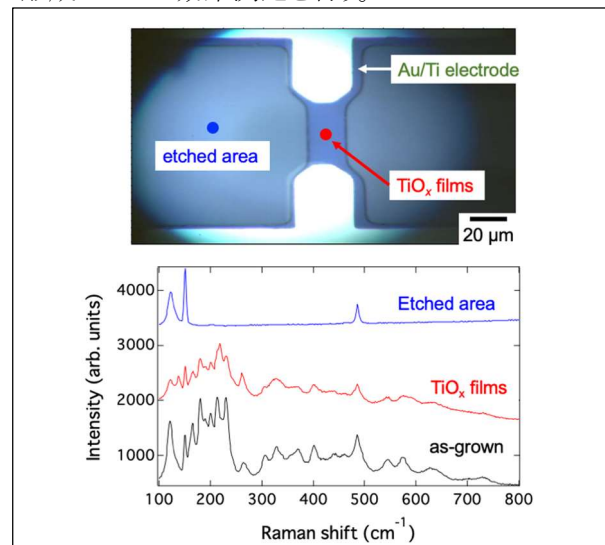 Au/Ti electrode
etched area
TiOₓ films
20 µm
Intensity (arb. units)
4000
3000
2000
1000
Etched area
TiOₓ films
as-grown
100 200 300 400 500 600 700 800
Raman shift (cm⁻¹)